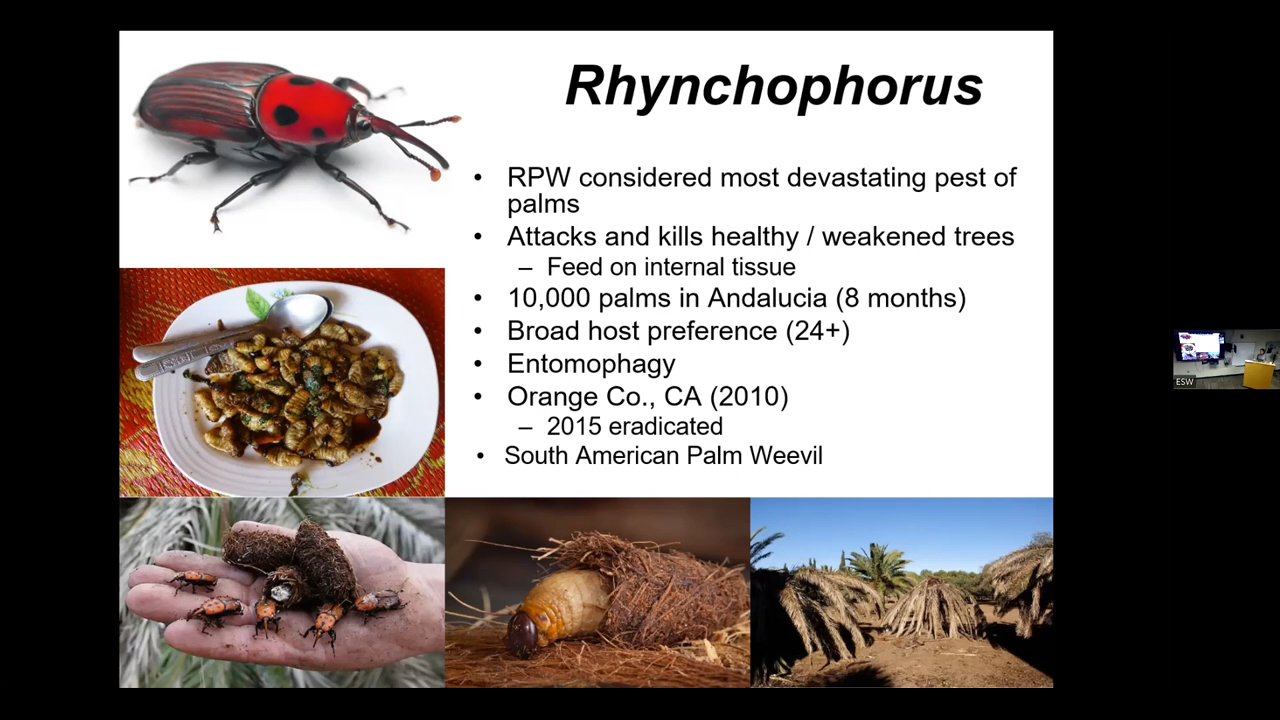 Rhynchophorus
• RPW considered most devastating pest of
palms
• Attacks and kills healthy / weakened trees
– Feed on internal tissue
• 10,000 palms in Andalucia (8 months)
• Broad host preference (24+)
• Entomophagy
• Orange Co., CA (2010)
– 2015 eradicated
• South American Palm Weevil
ESW